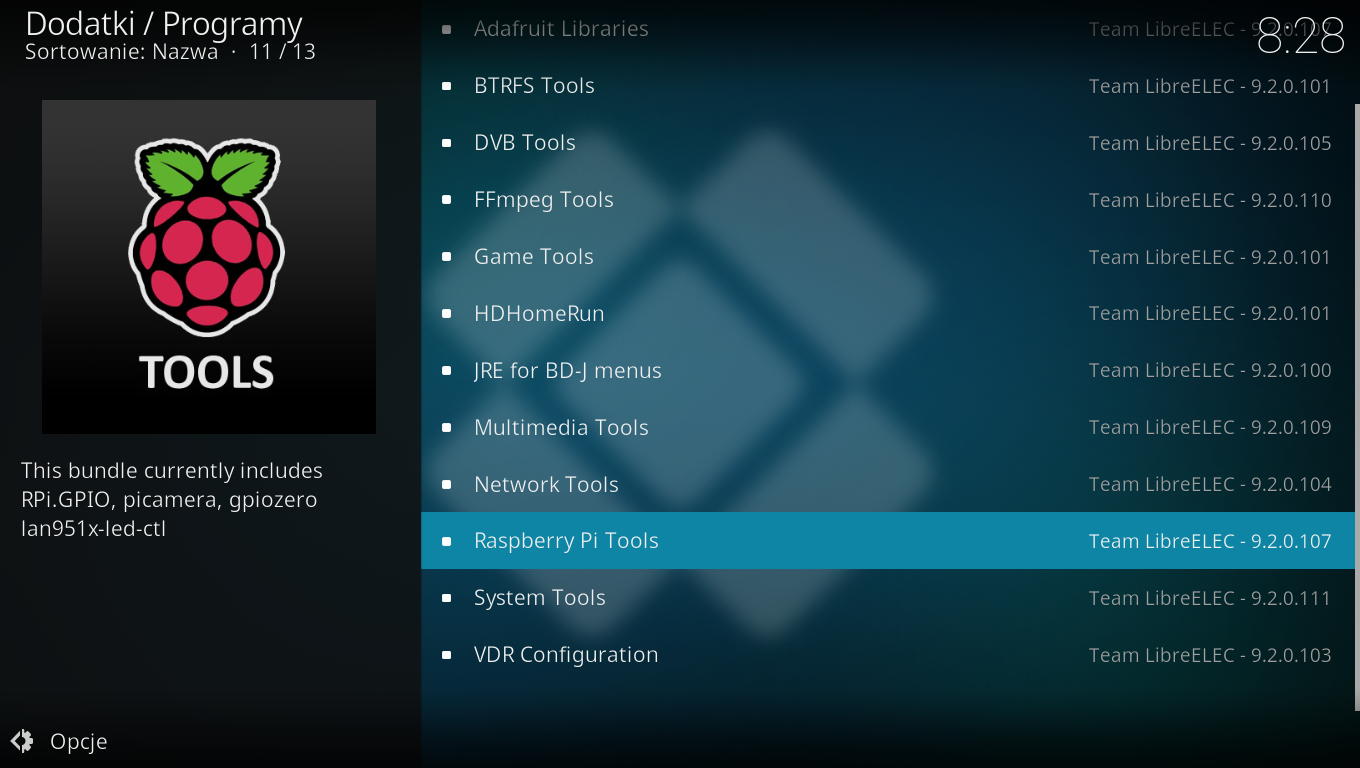 Dodatki / Programy
Sortowanie: Nazwa · 11 / 13
8:28
TOOLS
This bundle currently includes
RPi.GPIO, picamera, gpiozero
lan951x-led-ctl
Adafruit Libraries Team LibreELEC - 9.2.0.107
BTRFS Tools Team LibreELEC - 9.2.0.101
DVB Tools Team LibreELEC - 9.2.0.105
FFmpeg Tools Team LibreELEC - 9.2.0.110
Game Tools Team LibreELEC - 9.2.0.101
HDHomeRun Team LibreELEC - 9.2.0.101
JRE for BD-J menus Team LibreELEC - 9.2.0.100
Multimedia Tools Team LibreELEC - 9.2.0.109
Network Tools Team LibreELEC - 9.2.0.104
Raspberry Pi Tools Team LibreELEC - 9.2.0.107
System Tools Team LibreELEC - 9.2.0.111
VDR Configuration Team LibreELEC - 9.2.0.103
Opcje